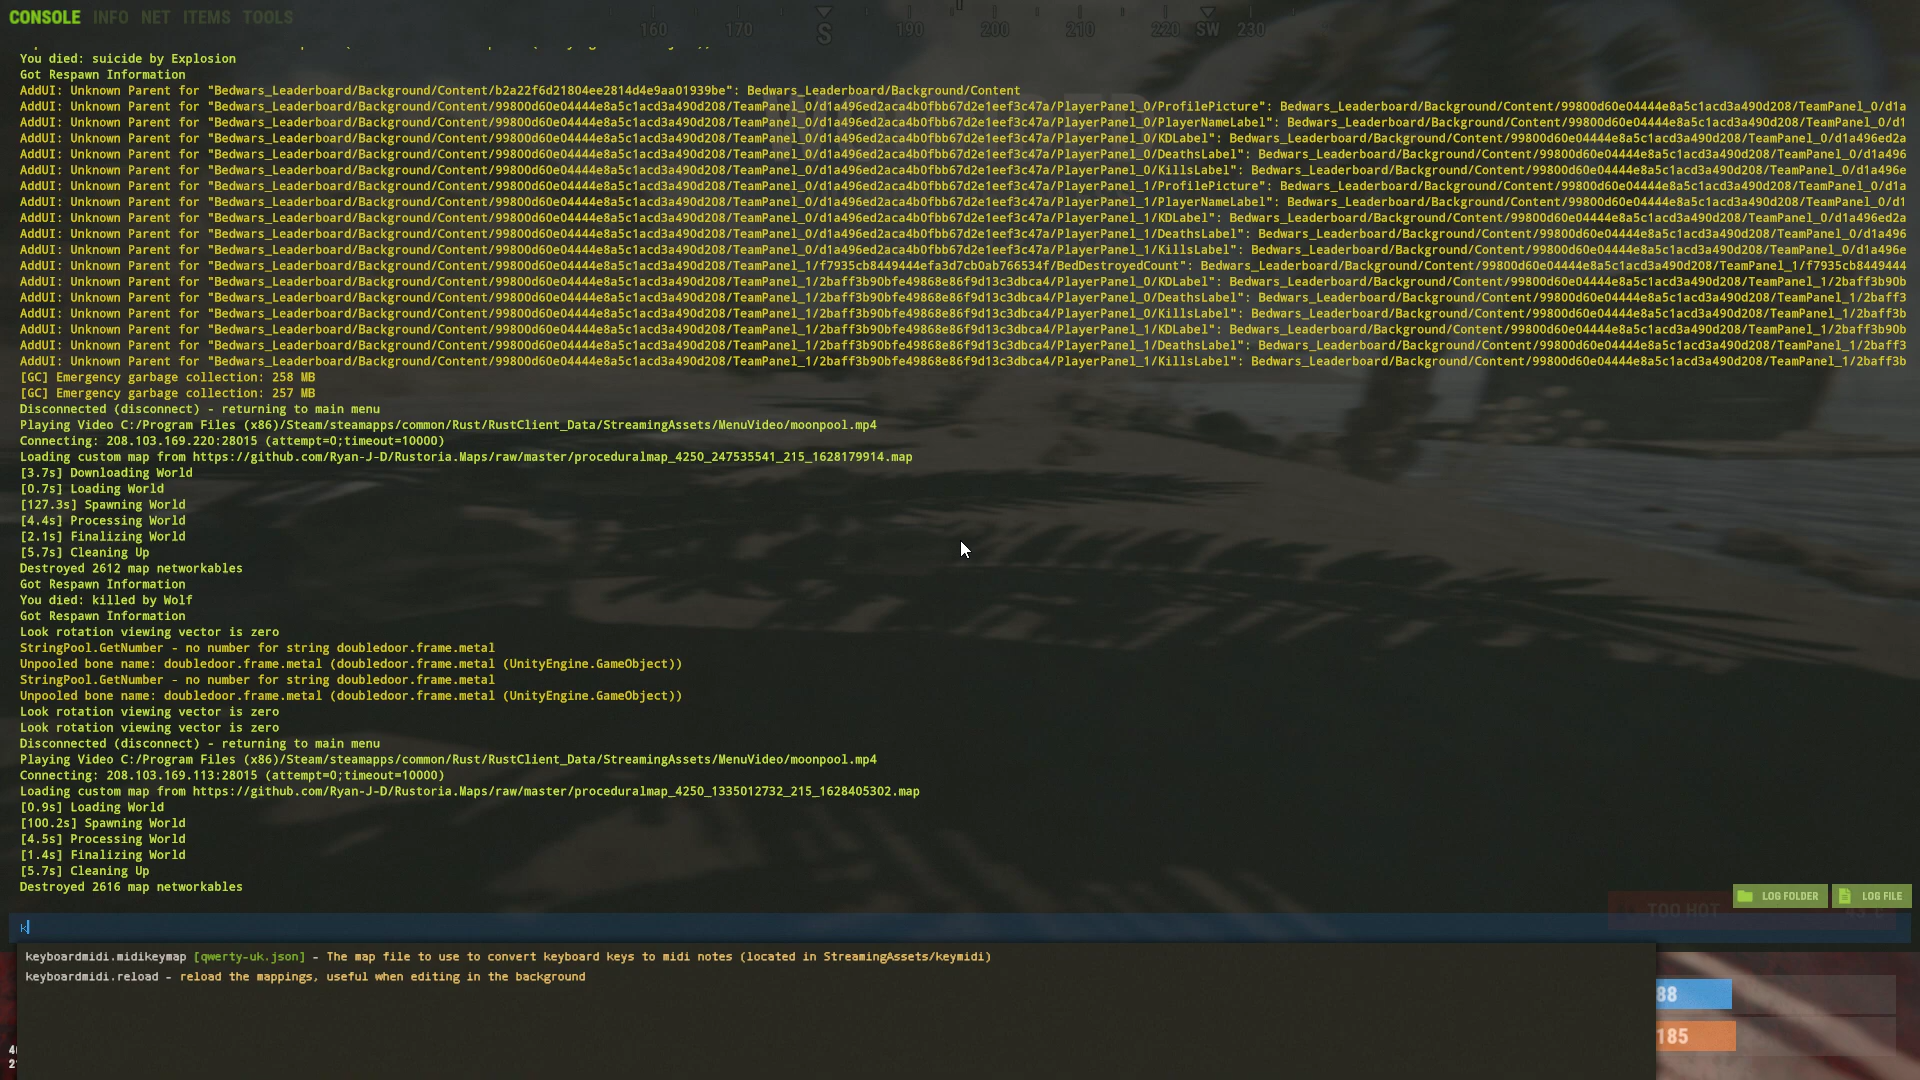 CONSOLE INFO NET ITEMS TOOLS
160 170 S 190 200 210 220 SW 230
You died: suicide by Explosion
Got Respawn Information
AddUI: Unknown Parent for "Bedwars_Leaderboard/Background/Content/b2a22f6d21804ee2814d4e9aa01939be": Bedwars_Leaderboard/Background/Content
AddUI: Unknown Parent for "Bedwars_Leaderboard/Background/Content/99800d60e04444e8a5c1acd3a490d208/TeamPanel_0/d1a496ed2aca4b0fbb67d2e1eef3c47a/PlayerPanel_0/ProfilePicture": Bedwars_Leaderboard/Background/Content/99800d60e04444e8a5c1acd3a490d208/TeamPanel_0/d1a
AddUI: Unknown Parent for "Bedwars_Leaderboard/Background/Content/99800d60e04444e8a5c1acd3a490d208/TeamPanel_0/d1a496ed2aca4b0fbb67d2e1eef3c47a/PlayerPanel_0/PlayerNameLabel": Bedwars_Leaderboard/Background/Content/99800d60e04444e8a5c1acd3a490d208/TeamPanel_0/d1
AddUI: Unknown Parent for "Bedwars_Leaderboard/Background/Content/99800d60e04444e8a5c1acd3a490d208/TeamPanel_0/d1a496ed2aca4b0fbb67d2e1eef3c47a/PlayerPanel_0/KDLabel": Bedwars_Leaderboard/Background/Content/99800d60e04444e8a5c1acd3a490d208/TeamPanel_0/d1a496ed2a
AddUI: Unknown Parent for "Bedwars_Leaderboard/Background/Content/99800d60e04444e8a5c1acd3a490d208/TeamPanel_0/d1a496ed2aca4b0fbb67d2e1eef3c47a/PlayerPanel_0/DeathsLabel": Bedwars_Leaderboard/Background/Content/99800d60e04444e8a5c1acd3a490d208/TeamPanel_0/d1a496
AddUI: Unknown Parent for "Bedwars_Leaderboard/Background/Content/99800d60e04444e8a5c1acd3a490d208/TeamPanel_0/d1a496ed2aca4b0fbb67d2e1eef3c47a/PlayerPanel_0/KillsLabel": Bedwars_Leaderboard/Background/Content/99800d60e04444e8a5c1acd3a490d208/TeamPanel_0/d1a496e
AddUI: Unknown Parent for "Bedwars_Leaderboard/Background/Content/99800d60e04444e8a5c1acd3a490d208/TeamPanel_0/d1a496ed2aca4b0fbb67d2e1eef3c47a/PlayerPanel_1/ProfilePicture": Bedwars_Leaderboard/Background/Content/99800d60e04444e8a5c1acd3a490d208/TeamPanel_0/d1a
AddUI: Unknown Parent for "Bedwars_Leaderboard/Background/Content/99800d60e04444e8a5c1acd3a490d208/TeamPanel_0/d1a496ed2aca4b0fbb67d2e1eef3c47a/PlayerPanel_1/PlayerNameLabel": Bedwars_Leaderboard/Background/Content/99800d60e04444e8a5c1acd3a490d208/TeamPanel_0/d1
AddUI: Unknown Parent for "Bedwars_Leaderboard/Background/Content/99800d60e04444e8a5c1acd3a490d208/TeamPanel_0/d1a496ed2aca4b0fbb67d2e1eef3c47a/PlayerPanel_1/KDLabel": Bedwars_Leaderboard/Background/Content/99800d60e04444e8a5c1acd3a490d208/TeamPanel_0/d1a496ed2a
AddUI: Unknown Parent for "Bedwars_Leaderboard/Background/Content/99800d60e04444e8a5c1acd3a490d208/TeamPanel_0/d1a496ed2aca4b0fbb67d2e1eef3c47a/PlayerPanel_1/DeathsLabel": Bedwars_Leaderboard/Background/Content/99800d60e04444e8a5c1acd3a490d208/TeamPanel_0/d1a496
AddUI: Unknown Parent for "Bedwars_Leaderboard/Background/Content/99800d60e04444e8a5c1acd3a490d208/TeamPanel_0/d1a496ed2aca4b0fbb67d2e1eef3c47a/PlayerPanel_1/KillsLabel": Bedwars_Leaderboard/Background/Content/99800d60e04444e8a5c1acd3a490d208/TeamPanel_0/d1a496e
AddUI: Unknown Parent for "Bedwars_Leaderboard/Background/Content/99800d60e04444e8a5c1acd3a490d208/TeamPanel_1/f7935cb8449444efa3d7cb0ab766534f/BedDestroyedCount": Bedwars_Leaderboard/Background/Content/99800d60e04444e8a5c1acd3a490d208/TeamPanel_1/f7935cb8449444
AddUI: Unknown Parent for "Bedwars_Leaderboard/Background/Content/99800d60e04444e8a5c1acd3a490d208/TeamPanel_1/2baff3b90bfe49868e86f9d13c3dbca4/PlayerPanel_0/KDLabel": Bedwars_Leaderboard/Background/Content/99800d60e04444e8a5c1acd3a490d208/TeamPanel_1/2baff3b90b
AddUI: Unknown Parent for "Bedwars_Leaderboard/Background/Content/99800d60e04444e8a5c1acd3a490d208/TeamPanel_1/2baff3b90bfe49868e86f9d13c3dbca4/PlayerPanel_0/DeathsLabel": Bedwars_Leaderboard/Background/Content/99800d60e04444e8a5c1acd3a490d208/TeamPanel_1/2baff3
AddUI: Unknown Parent for "Bedwars_Leaderboard/Background/Content/99800d60e04444e8a5c1acd3a490d208/TeamPanel_1/2baff3b90bfe49868e86f9d13c3dbca4/PlayerPanel_0/KillsLabel": Bedwars_Leaderboard/Background/Content/99800d60e04444e8a5c1acd3a490d208/TeamPanel_1/2baff3b
AddUI: Unknown Parent for "Bedwars_Leaderboard/Background/Content/99800d60e04444e8a5c1acd3a490d208/TeamPanel_1/2baff3b90bfe49868e86f9d13c3dbca4/PlayerPanel_1/KDLabel": Bedwars_Leaderboard/Background/Content/99800d60e04444e8a5c1acd3a490d208/TeamPanel_1/2baff3b90b
AddUI: Unknown Parent for "Bedwars_Leaderboard/Background/Content/99800d60e04444e8a5c1acd3a490d208/TeamPanel_1/2baff3b90bfe49868e86f9d13c3dbca4/PlayerPanel_1/DeathsLabel": Bedwars_Leaderboard/Background/Content/99800d60e04444e8a5c1acd3a490d208/TeamPanel_1/2baff3
AddUI: Unknown Parent for "Bedwars_Leaderboard/Background/Content/99800d60e04444e8a5c1acd3a490d208/TeamPanel_1/2baff3b90bfe49868e86f9d13c3dbca4/PlayerPanel_1/KillsLabel": Bedwars_Leaderboard/Background/Content/99800d60e04444e8a5c1acd3a490d208/TeamPanel_1/2baff3b
[GC] Emergency garbage collection: 258 MB
[GC] Emergency garbage collection: 257 MB
Disconnected (disconnect) - returning to main menu
Playing Video C:/Program Files (x86)/Steam/steamapps/common/Rust/RustClient_Data/StreamingAssets/MenuVideo/moonpool.mp4
Connecting: 208.103.169.220:28015 (attempt=0;timeout=10000)
Loading custom map from https://github.com/Ryan-J-D/Rustoria.Maps/raw/master/proceduralmap_4250_247535541_215_1628179914.map
[3.7s] Downloading World
[0.7s] Loading World
[127.3s] Spawning World
[4.4s] Processing World
[2.1s] Finalizing World
[5.7s] Cleaning Up
Destroyed 2612 map networkables
Got Respawn Information
You died: killed by Wolf
Got Respawn Information
Look rotation viewing vector is zero
StringPool.GetNumber - no number for string doubledoor.frame.metal
Unpooled bone name: doubledoor.frame.metal (doubledoor.frame.metal (UnityEngine.GameObject))
StringPool.GetNumber - no number for string doubledoor.frame.metal
Unpooled bone name: doubledoor.frame.metal (doubledoor.frame.metal (UnityEngine.GameObject))
Look rotation viewing vector is zero
Look rotation viewing vector is zero
Disconnected (disconnect) - returning to main menu
Playing Video C:/Program Files (x86)/Steam/steamapps/common/Rust/RustClient_Data/StreamingAssets/MenuVideo/moonpool.mp4
Connecting: 208.103.169.113:28015 (attempt=0;timeout=10000)
Loading custom map from https://github.com/Ryan-J-D/Rustoria.Maps/raw/master/proceduralmap_4250_1335012732_215_1628405302.map
[0.9s] Loading World
[100.2s] Spawning World
[4.5s] Processing World
[1.4s] Finalizing World
[5.7s] Cleaning Up
Destroyed 2616 map networkables
LOG FOLDER LOG FILE
TOO HOT
k
keyboardmidi.midikeymap [qwerty-uk.json] - The map file to use to convert keyboard keys to midi notes (located in StreamingAssets/keymidi)
keyboardmidi.reload - reload the mappings, useful when editing in the background
88
185